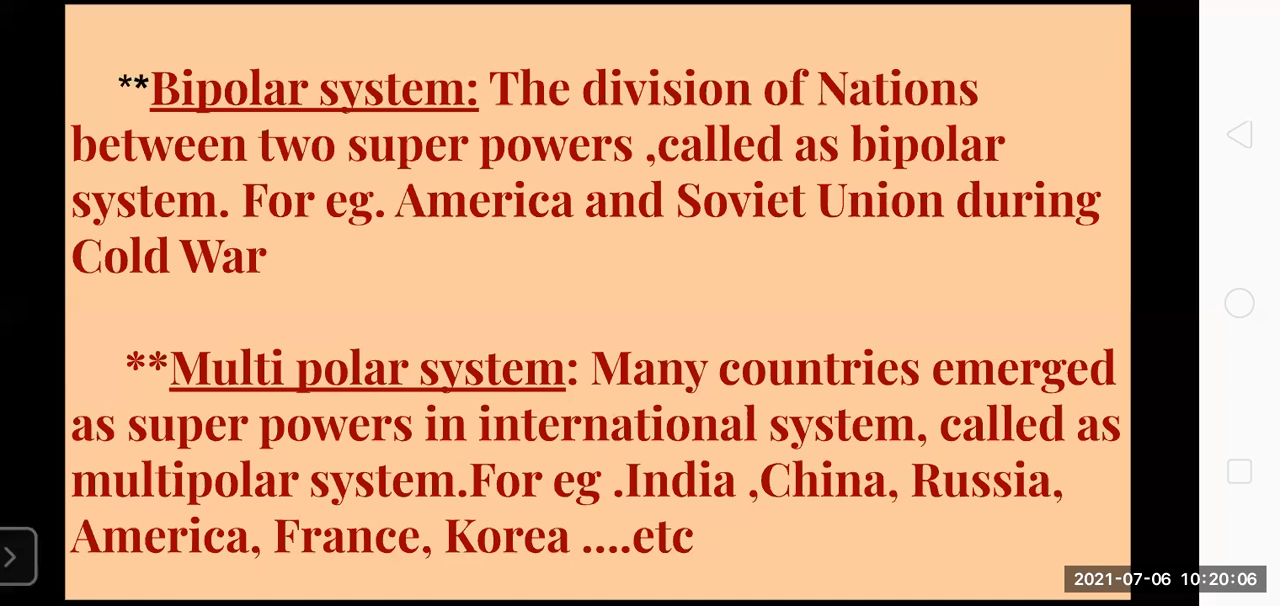 **Bipolar system: The division of Nations
between two super powers ,called as bipolar
system. For eg. America and Soviet Union during
Cold War
**Multi polar system: Many countries emerged
as super powers in international system, called as
multipolar system.For eg .India ,China, Russia,
America, France, Korea ....etc
2021-07-06 10:20:06